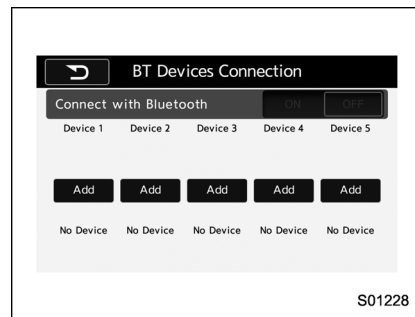 BT Devices Connection
Connect with Bluetooth ON OFF
Device 1 Device 2 Device 3 Device 4 Device 5
Add Add Add Add Add
No Device No Device No Device No Device No Device
S01228